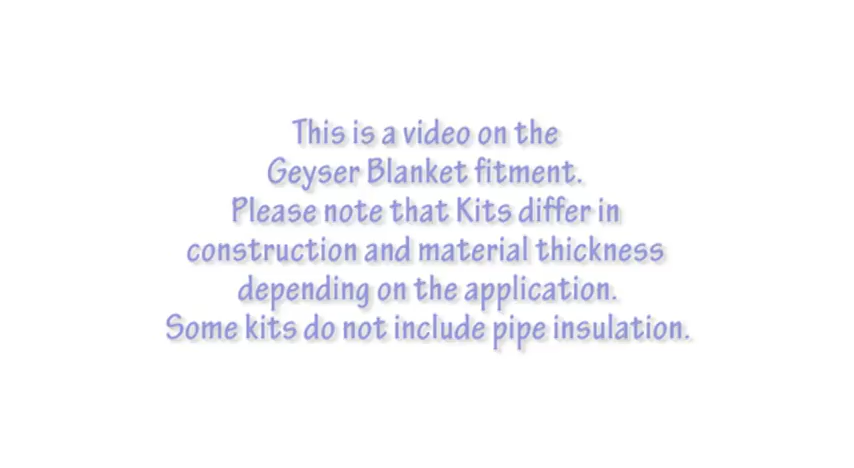 This is a video on the
Geyser Blanket fitment.
Please note that Kits differ in
construction and material thickness
depending on the application.
Some kits do not include pipe insulation.